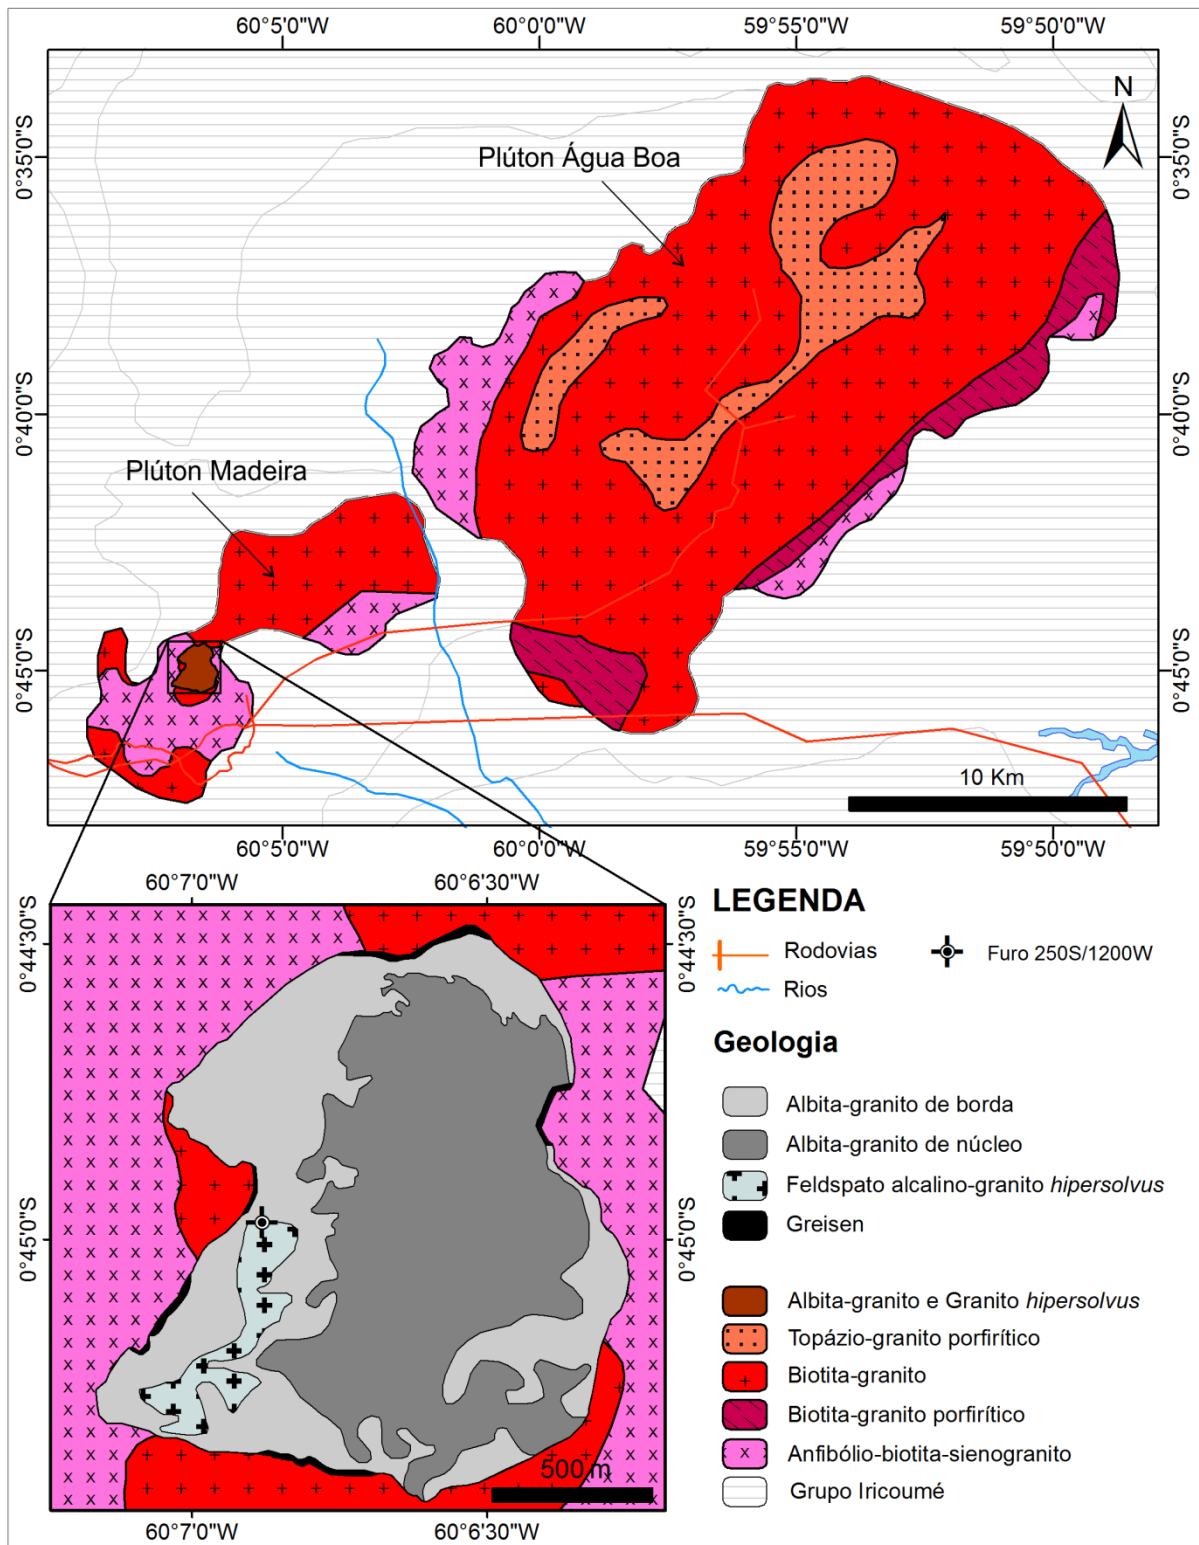 60°5'0"W 60°0'0"W 59°55'0"W 59°50'0"W
N
0°35'0"S 0°35'0"S
Plúton Água Boa
0°40'0"S 0°40'0"S
Plúton Madeira
0°45'0"S 0°45'0"S
10 Km
60°5'0"W 60°0'0"W 59°55'0"W 59°50'0"W
60°7'0"W 60°6'30"W
0°44'30"S 0°44'30"S
0°45'0"S 0°45'0"S
500 m
60°7'0"W 60°6'30"W
LEGENDA
Rodovias
Furo 250S/1200W
Rios
Geologia
Albita-granito de borda
Albita-granito de núcleo
Feldspato alcalino-granito hipersolvus
Greisen
Albita-granito e Granito hipersolvus
Topázio-granito porfirítico
Biotita-granito
Biotita-granito porfirítico
Anfibólio-biotita-sienogranito
Grupo Iricoumé